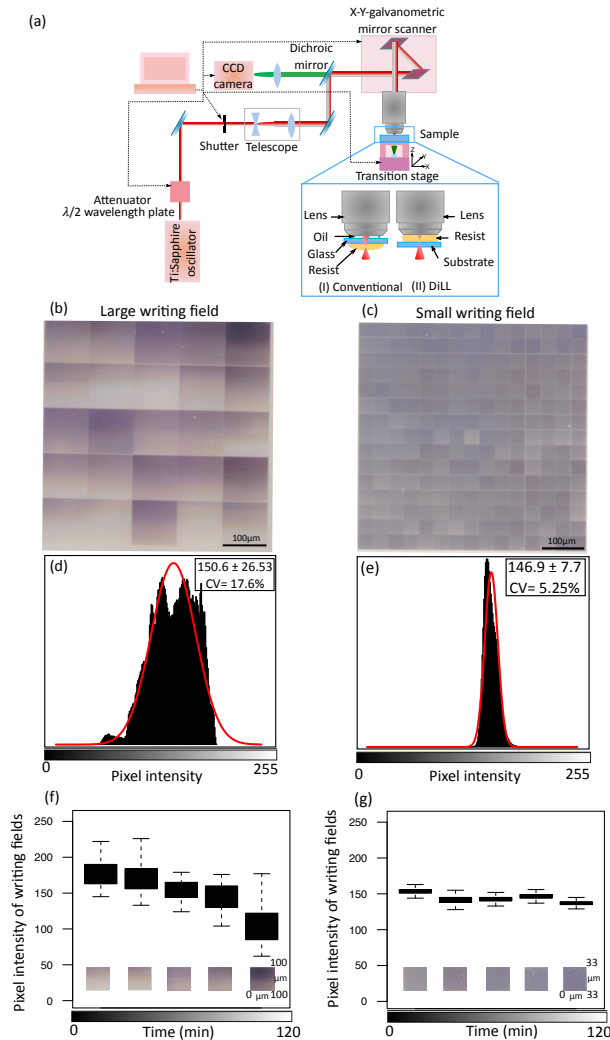 (a)
X-Y-galvanometric
mirror scanner
Dichroic
mirror
CCD
camera
Shutter
Telescope
Sample
Z
Y
X
Transition stage
Attenuator
λ/2 wavelength plate
Ti:Sapphire
oscillator
Lens
Lens
Oil
Resist
Glass
Substrate
Resist
(I) Conventional
(II) DiLL
(b)
Large writing field
(c)
Small writing field
100μm
100μm
(d)
150.6 ± 26.53
CV= 17.6%
(e)
146.9 ± 7.7
CV= 5.25%
0
255
Pixel intensity
0
255
Pixel intensity
(f)
Pixel intensity of writing fields
250
200
150
100
50
0
100
μm
0 μm 100
0
Time (min)
120
(g)
Pixel intensity of writing fields
250
200
150
100
50
0
33
μm
0 μm 33
0
Time (min)
120